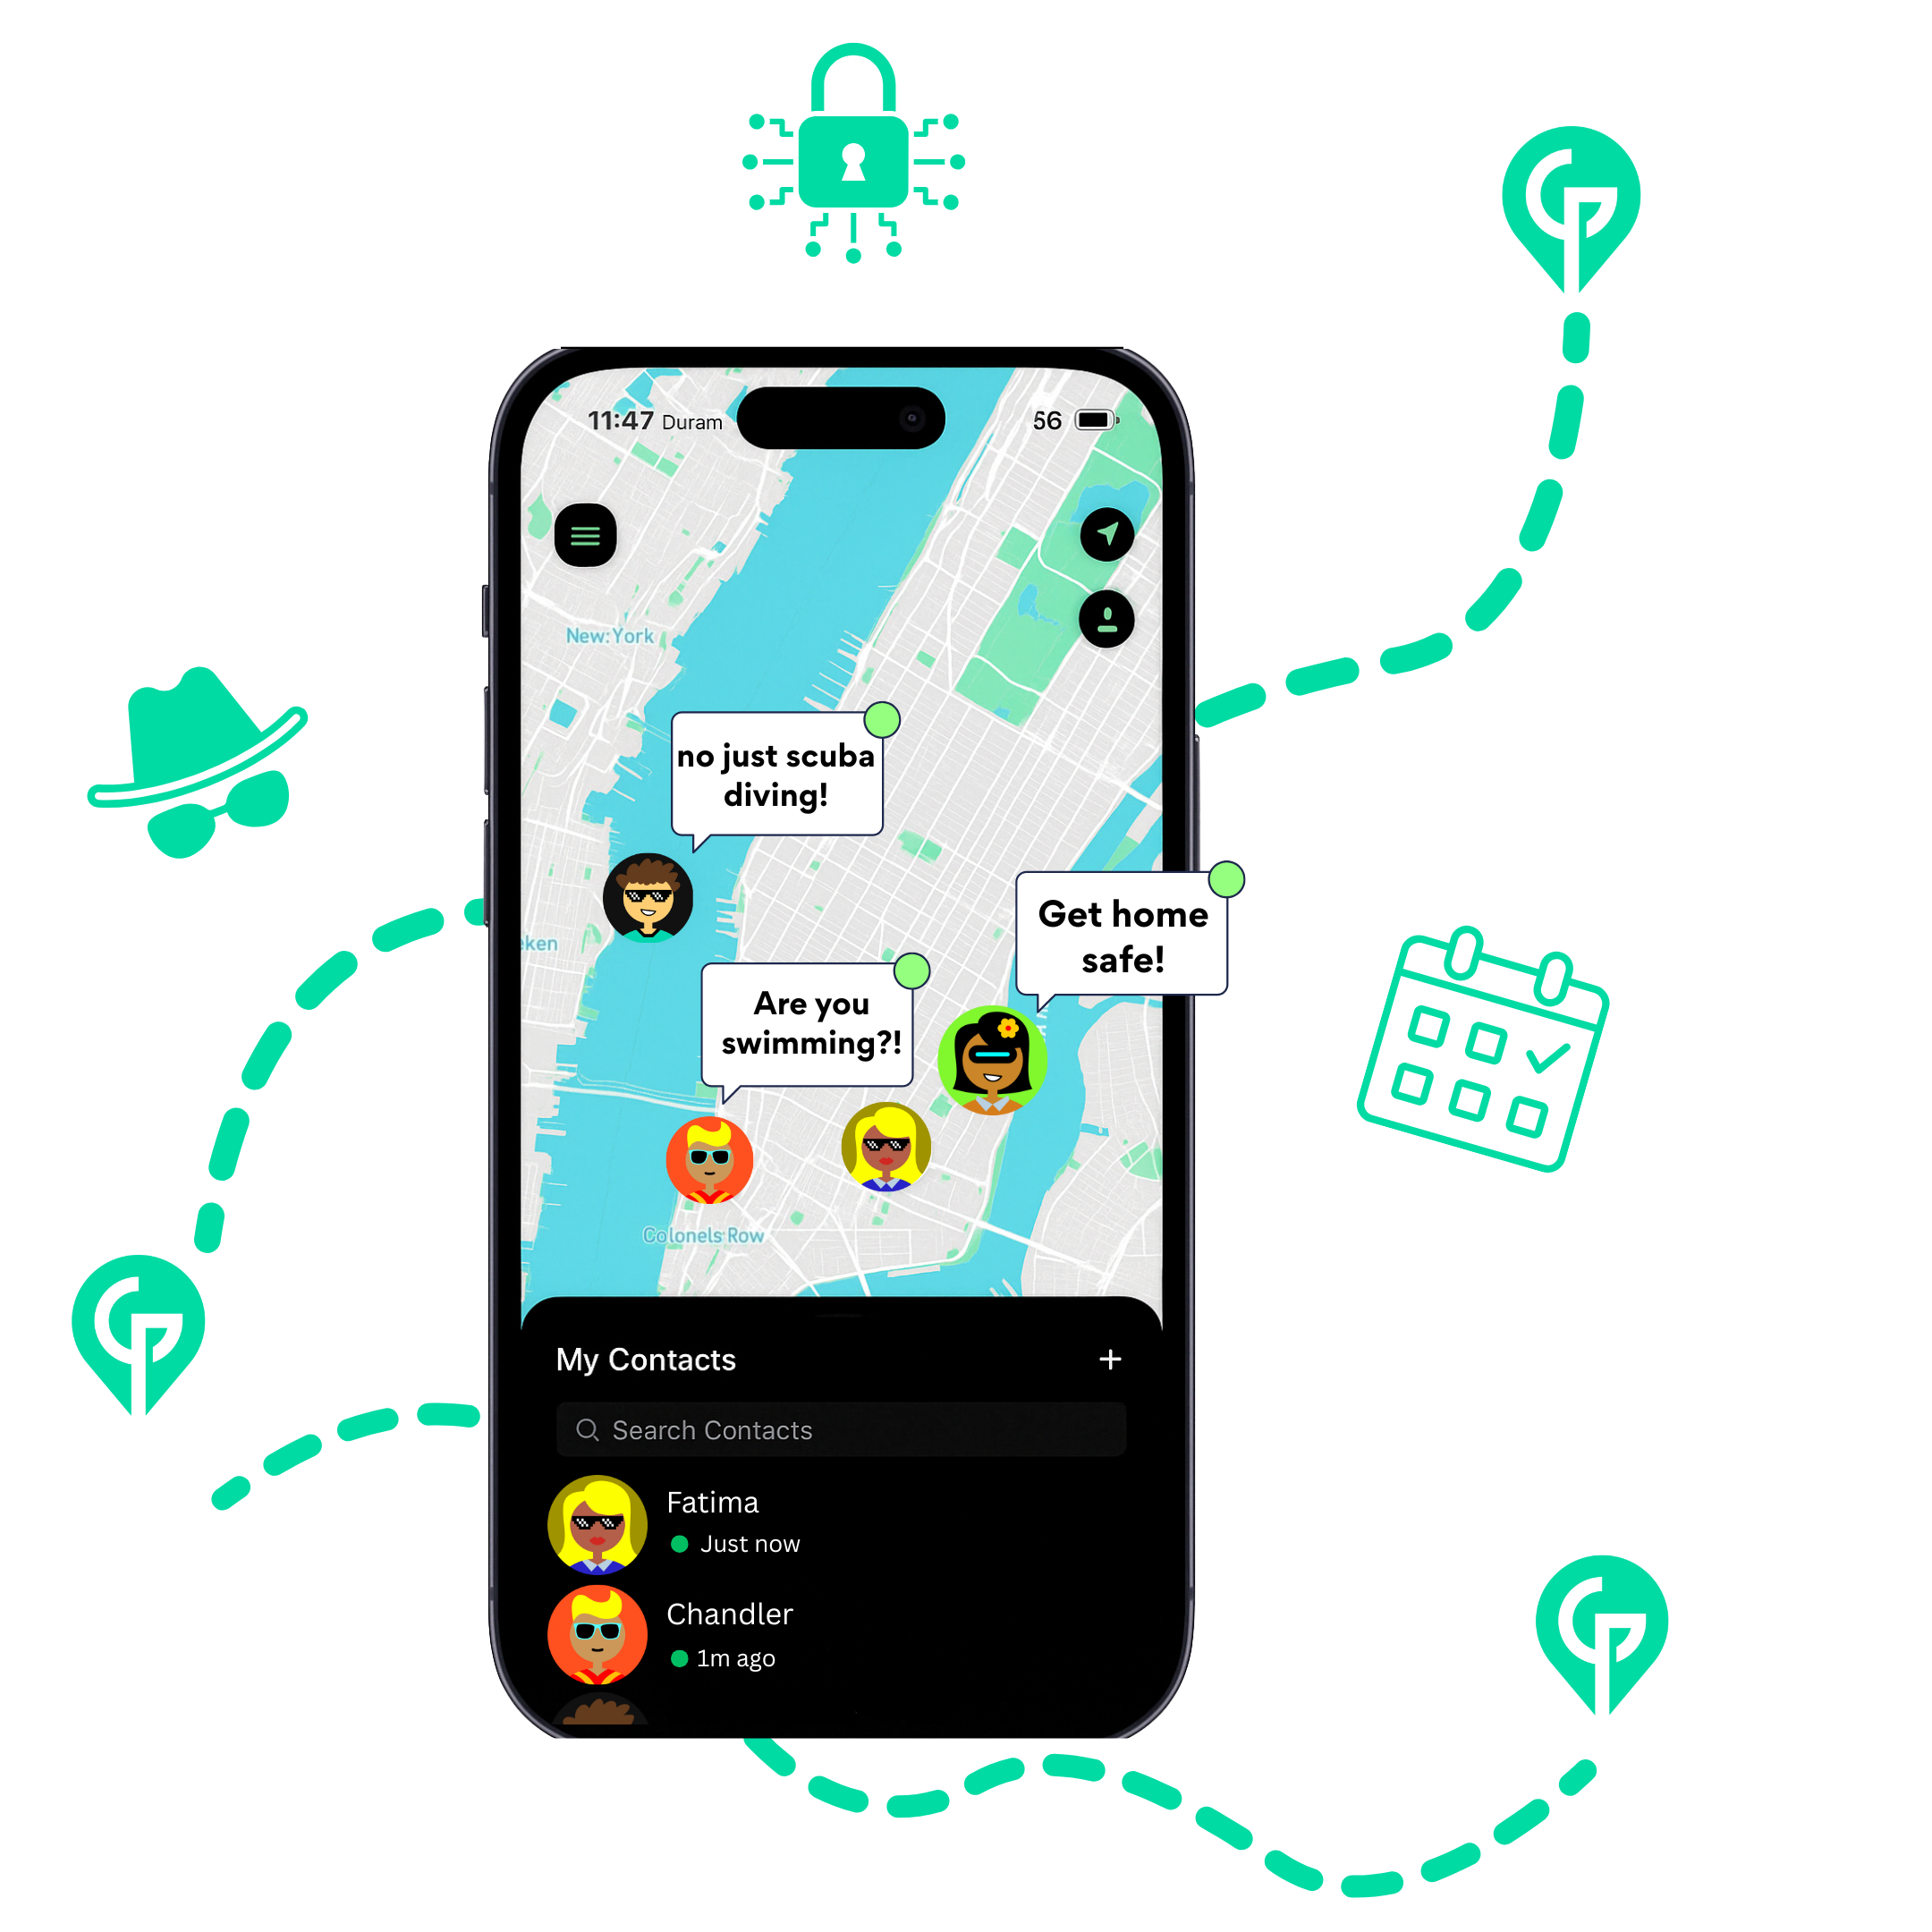 11:47 Duram
56
New:York
no just scuba
diving!
Get home
safe!
eken
Are you
swimming?!
Colonels Row
My Contacts
Search Contacts
Fatima
Just now
Chandler
1m ago